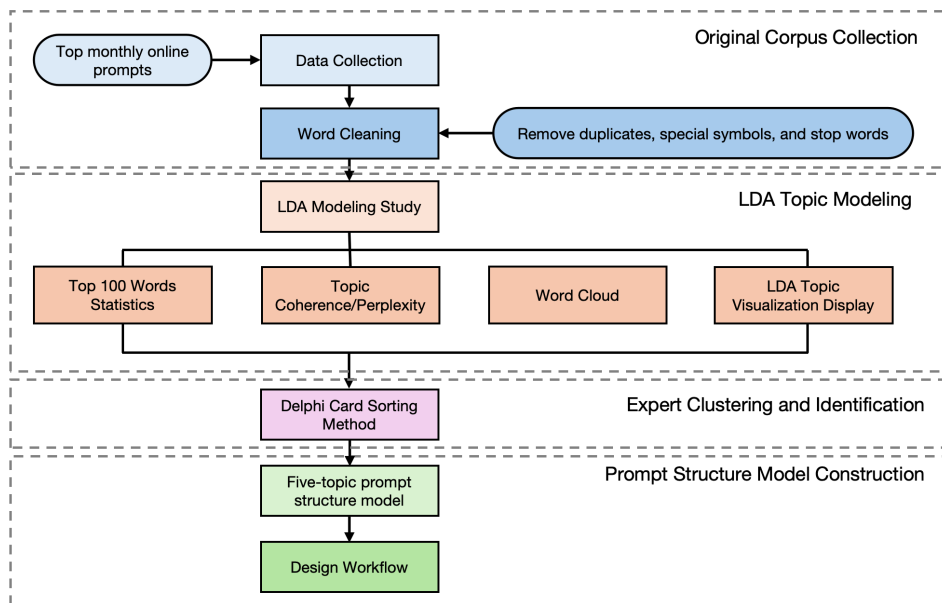 Original Corpus Collection
Top monthly online
prompts
Data Collection
Word Cleaning
Remove duplicates, special symbols, and stop words
LDA Topic Modeling
LDA Modeling Study
Top 100 Words
Statistics
Topic
Coherence/Perplexity
Word Cloud
LDA Topic
Visualization Display
Expert Clustering and Identification
Delphi Card Sorting
Method
Prompt Structure Model Construction
Five-topic prompt
structure model
Design Workflow